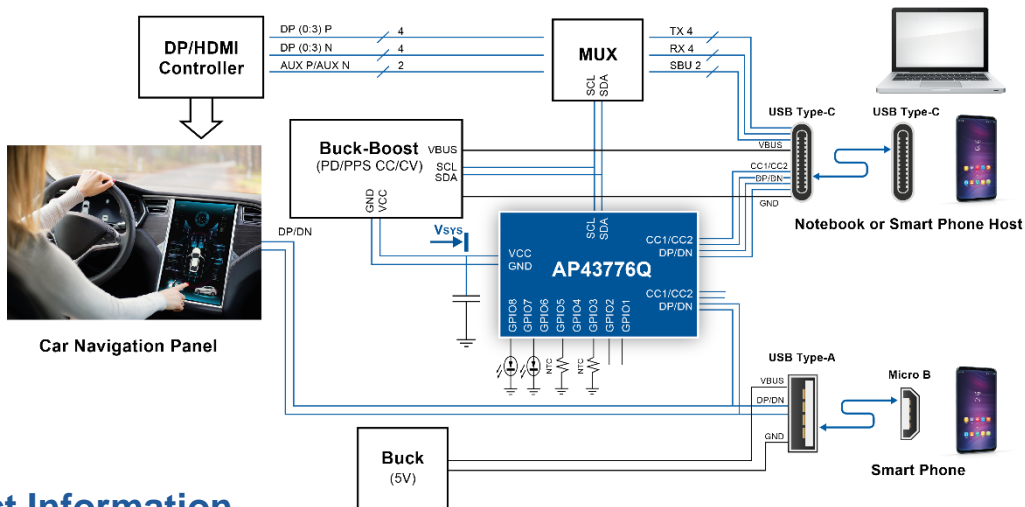 DP/HDMI
Controller
DP (0:3) P
4
DP (0:3) N
4
AUX P/AUX N
2
MUX
SCL
SDA
TX 4
RX 4
SBU 2
USB Type-C
USB Type-C
VBUS
CC1/CC2
DP/DN
GND
Notebook or Smart Phone Host
Buck-Boost
(PD/PPS CC/CV)
VBUS
SCL
SDA
GND
VCC
VSYS
DP/DN
Car Navigation Panel
SCL
SDA
VCC
GND
AP43776Q
CC1/CC2
DP/DN
CC1/CC2
DP/DN
GPIO8
GPIO7
GPIO6
GPIO5
GPIO4
GPIO3
GPIO2
GPIO1
NTC
NTC
USB Type-A
VBUS
DP/DN
GND
Micro B
Smart Phone
Buck
(5V)
Information